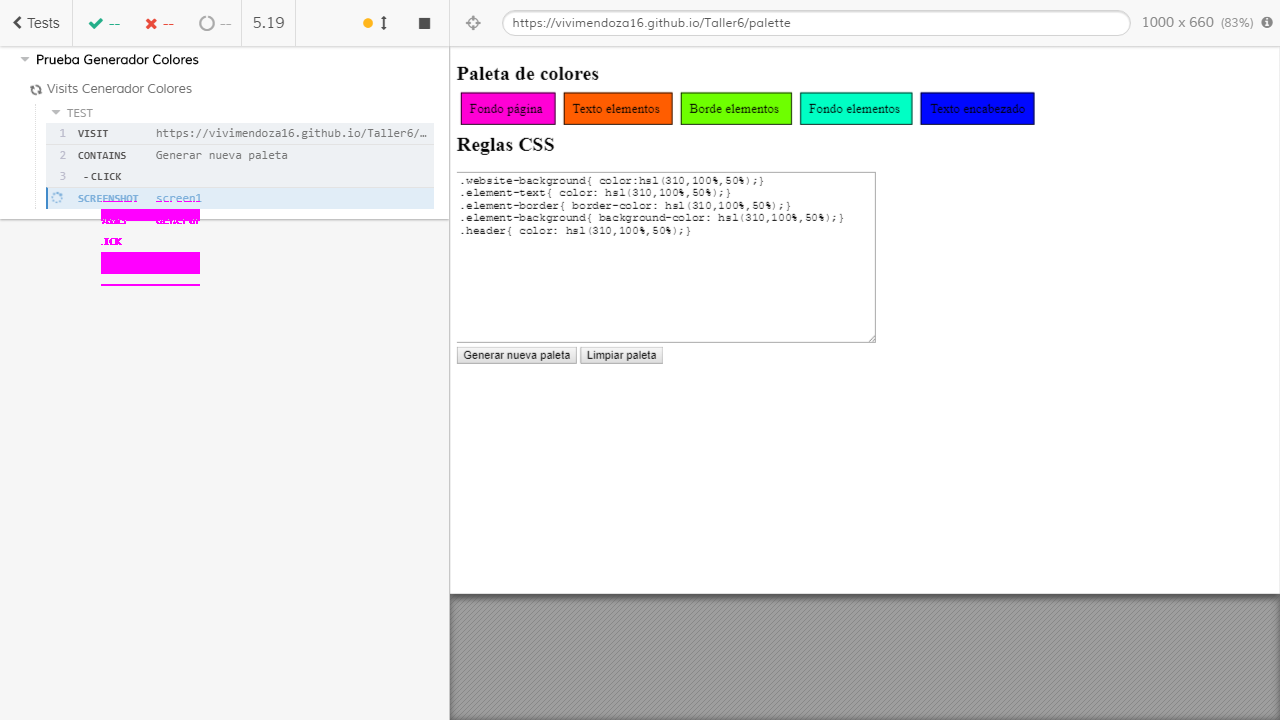 Tests -- -- -- 5.19
https://vivimendoza16.github.io/Taller6/palette 1000 x 660 (83%)
Prueba Generador Colores
Visits Cenerador Colores
TEST
1 VISIT https://vivimendoza16.github.io/Taller6/…
2 CONTAINS Generar nueva paleta
3 -CLICK
SCREENSHOT screen1
Paleta de colores
Fondo página Texto elementos Borde elementos Fondo elementos Texto encabezado
Reglas CSS
.website-background{ color:hsl(310,100%,50%);}
.element-text{ color: hsl(310,100%,50%);}
.element-border{ border-color: hsl(310,100%,50%);}
.element-background{ background-color: hsl(310,100%,50%);}
.header{ color: hsl(310,100%,50%);}
Generar nueva paleta Limpiar paleta